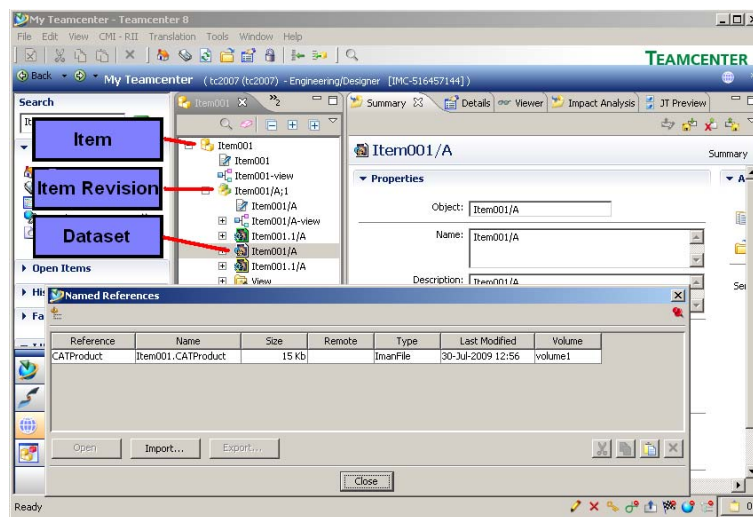 My Teamcenter - Teamcenter 8
File Edit View CMI - RII Translation Tools Window Help
TEAMCENTER
Back My Teamcenter ( tc2007 (tc2007) - Engineering/Designer [IMC-516457144] )
Search
Item001
2
Summary Details Viewer Impact Analysis JT Preview
Item
Item Revision
Dataset
Item001
Item001
Item001-view
Item001/A;1
Item001/A
Item001/A-view
Item001.1/A
Item001/A
Item001.1/A
View
Open Items
Item001/A
Summary
Properties
Object: Item001/A
Name: Item001/A
Description: Item001/A
Named References
Reference Name Size Remote Type Last Modified Volume
CATProduct Item001.CATProduct 15 Kb ImanFile 30-Jul-2009 12:56 volume1
Open Import... Export...
Close
Ready
0